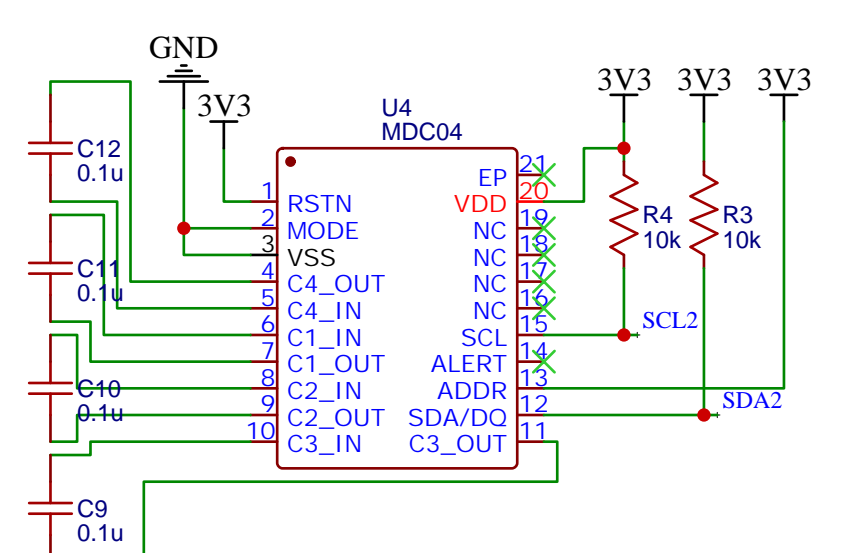 GND
3V3
3V3
3V3
3V3
U4
MDC04
C12
0.1u
C11
0.1u
C10
0.1u
C9
0.1u
1
RSTN
2
MODE
3
VSS
4
C4_OUT
5
C4_IN
6
C1_IN
7
C1_OUT
8
C2_IN
9
C2_OUT
10
C3_IN
EP
21
VDD
20
NC
19
NC
18
NC
17
NC
16
SCL
15
ALERT
14
ADDR
13
SDA/DQ
12
C3_OUT
11
R4
10k
R3
10k
SCL2
SDA2